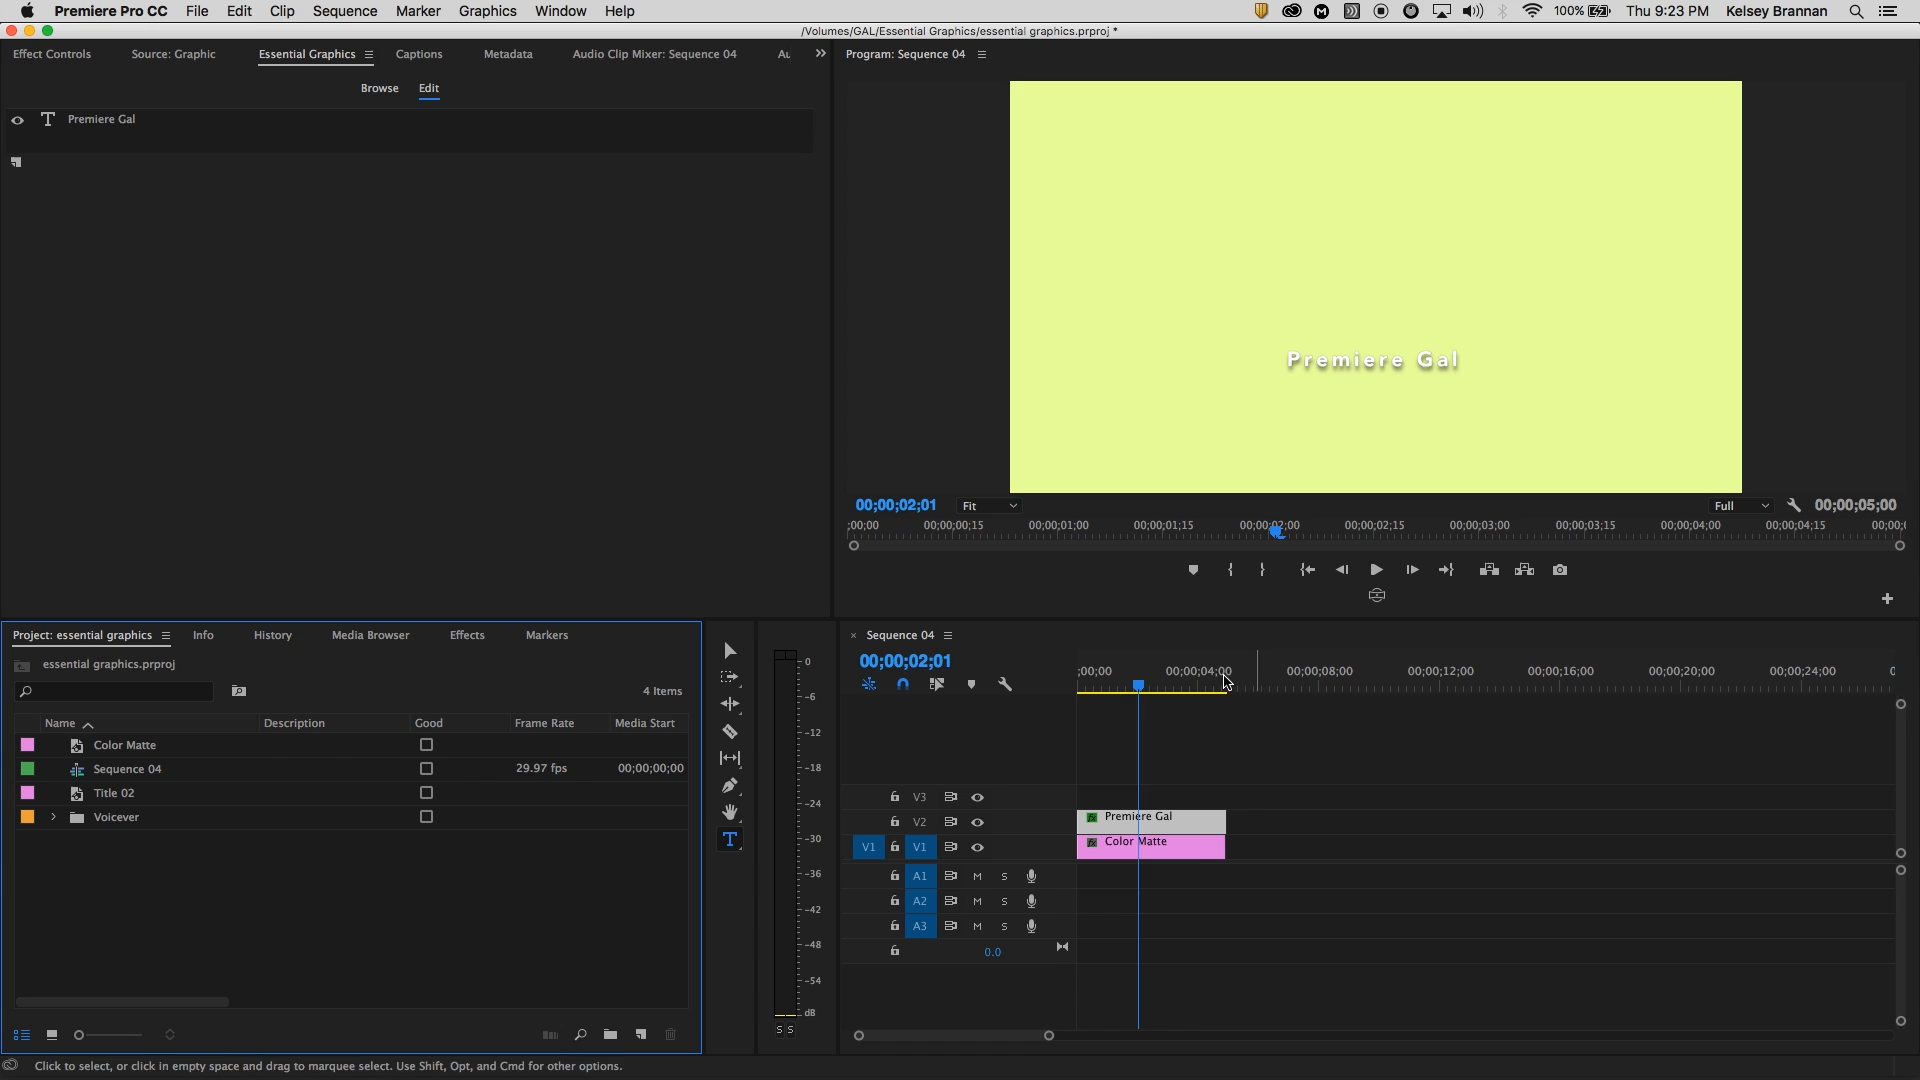 Premiere Pro CC File Edit Clip Sequence Marker Graphics Window Help 100% Thu 9:23 PM Kelsey Brannan
/Volumes/GAL/Essential Graphics/essential graphics.prproj *
Effect Controls Source: Graphic Essential Graphics Captions Metadata Audio Clip Mixer: Sequence 04 Au
Program: Sequence 04
Browse Edit
Premiere Gal
Premiere Gal
00;00;02;01 Fit Full 00;00;05;00
;00;00 00;00;00;15 00;00;01;00 00;00;01;15 00;00;02;00 00;00;02;15 00;00;03;00 00;00;03;15 00;00;04;00 00;00;04;15 00;00;
Project: essential graphics Info History Media Browser Effects Markers
essential graphics.prproj
4 Items
Name Description Good Frame Rate Media Start
Color Matte
Sequence 04 29.97 fps 00;00;00;00
Title 02
Voicever
0
-6
-12
-18
-24
-30
-36
-42
-48
-54
dB
S S
× Sequence 04
00;00;02;01
;00;00 00;00;04;00 00;00;08;00 00;00;12;00 00;00;16;00 00;00;20;00 00;00;24;00 0
V3
V2 Premiere Gal
V1 V1 Color Matte
A1 M S
A2 M S
A3 M S
0.0
Click to select, or click in empty space and drag to marquee select. Use Shift, Opt, and Cmd for other options.